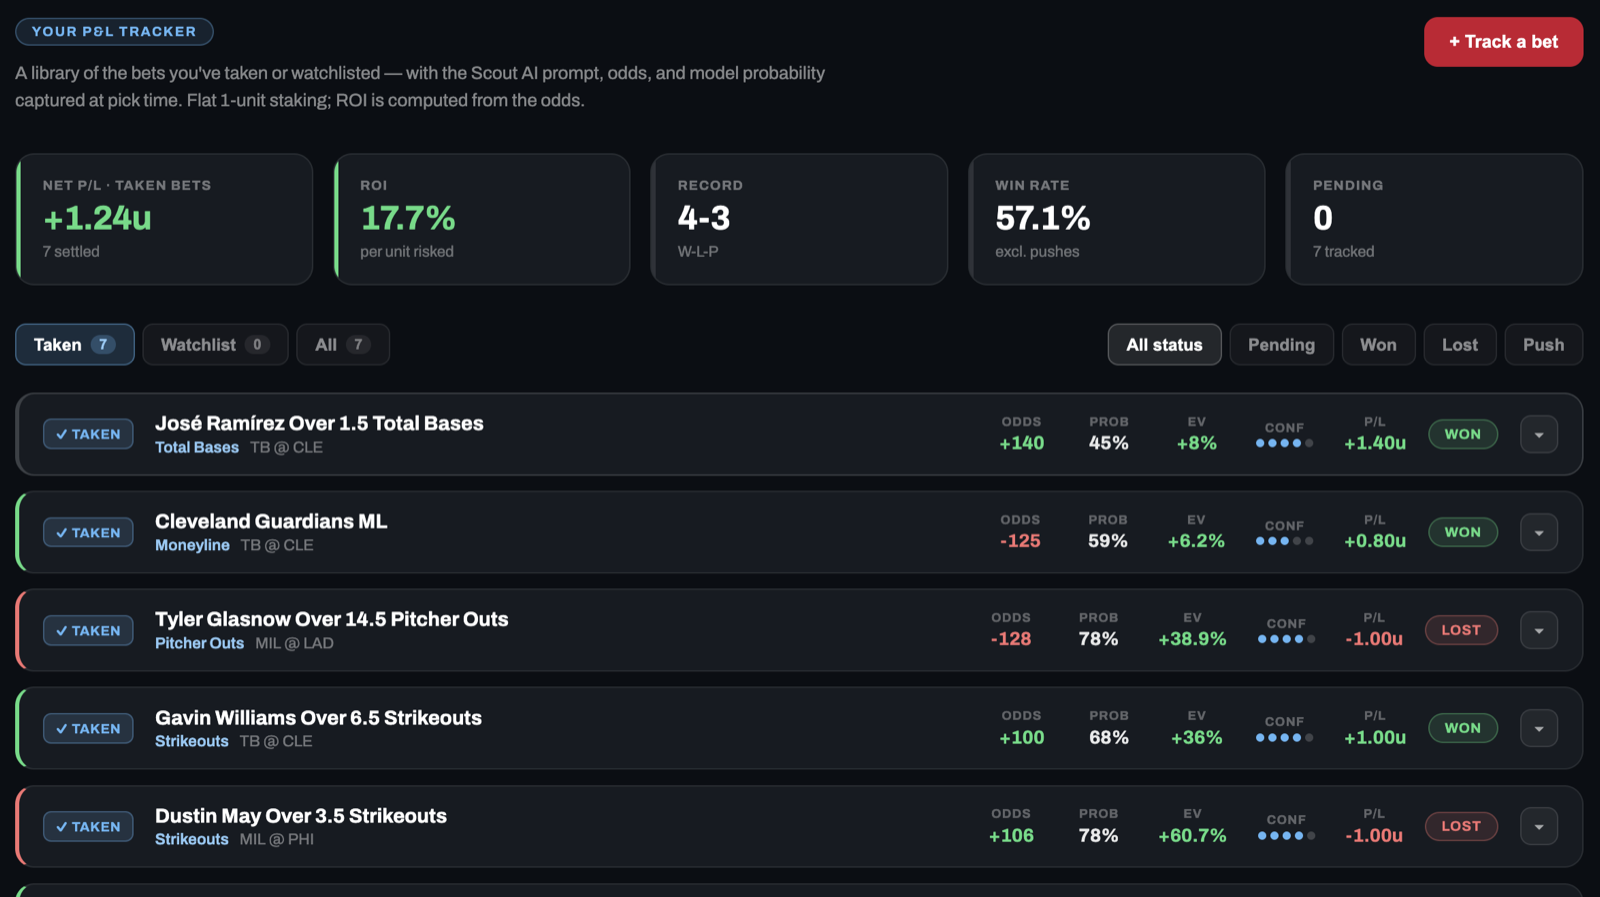 YOUR P&L TRACKER
+ Track a bet
A library of the bets you've taken or watchlisted — with the Scout AI prompt, odds, and model probability
captured at pick time. Flat 1-unit staking; ROI is computed from the odds.
NET P/L · TAKEN BETS
+1.24u
7 settled
ROI
17.7%
per unit risked
RECORD
4-3
W-L-P
WIN RATE
57.1%
excl. pushes
PENDING
0
7 tracked
Taken 7
Watchlist 0
All 7
All status
Pending
Won
Lost
Push
✓ TAKEN
José Ramírez Over 1.5 Total Bases
Total Bases TB @ CLE
ODDS
+140
PROB
45%
EV
+8%
CONF
P/L
+1.40u
WON
✓ TAKEN
Cleveland Guardians ML
Moneyline TB @ CLE
ODDS
-125
PROB
59%
EV
+6.2%
CONF
P/L
+0.80u
WON
✓ TAKEN
Tyler Glasnow Over 14.5 Pitcher Outs
Pitcher Outs MIL @ LAD
ODDS
-128
PROB
78%
EV
+38.9%
CONF
P/L
-1.00u
LOST
✓ TAKEN
Gavin Williams Over 6.5 Strikeouts
Strikeouts TB @ CLE
ODDS
+100
PROB
68%
EV
+36%
CONF
P/L
+1.00u
WON
✓ TAKEN
Dustin May Over 3.5 Strikeouts
Strikeouts MIL @ PHI
ODDS
+106
PROB
78%
EV
+60.7%
CONF
P/L
-1.00u
LOST